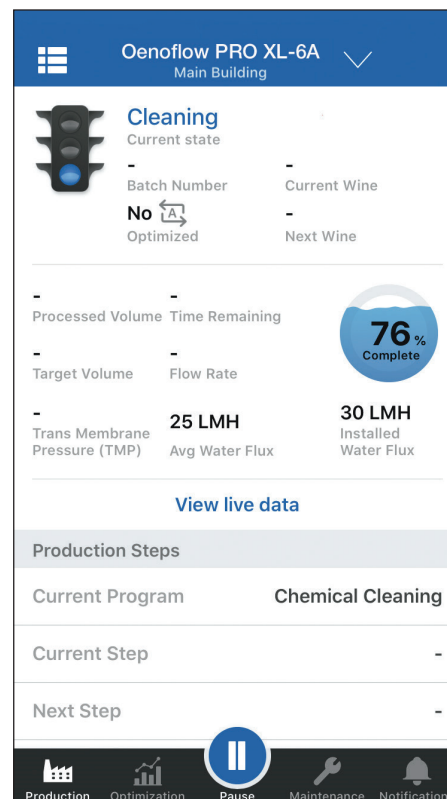 Oenoflow PRO XL-6A
Main Building
Cleaning
Current state
-
Batch Number
-
Current Wine
No A
Optimized
-
Next Wine
-
Processed Volume
-
Time Remaining
76%
Complete
-
Target Volume
-
Flow Rate
-
Trans Membrane
Pressure (TMP)
25 LMH
Avg Water Flux
30 LMH
Installed
Water Flux
View live data
Production Steps
Current Program Chemical Cleaning
Current Step -
Next Step -
Production Optimization Pause Maintenance Notification